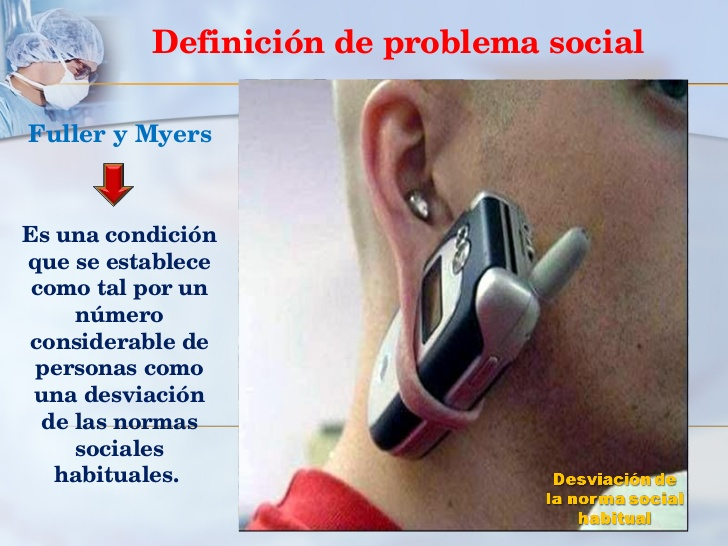 Definición de problema social
Fuller y Myers
Es una condición
que se establece
como tal por un
número
considerable de
personas como
una desviación
de las normas
sociales
habituales.
Desviación de
la norma social
habitual